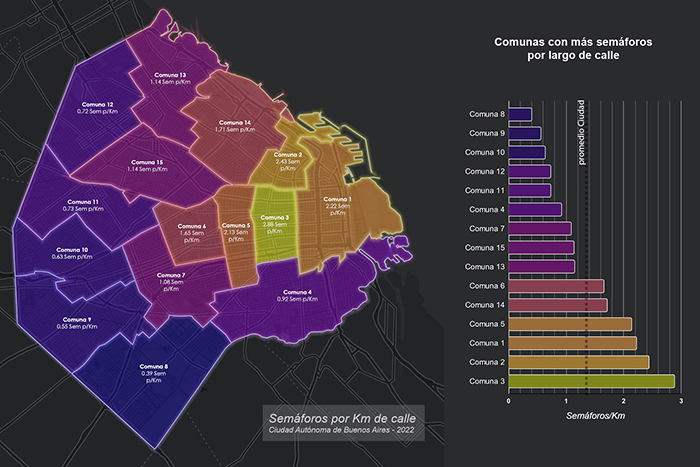 Comuna 13
1.14 Sem p/Km
Comuna 12
0.72 Sem p/Km
Comuna 14
1.71 Sem p/Km
Comuna 2
2.43 Sem
p/Km
Comuna 15
1.14 Sem p/Km
Comuna 1
2.22 Sem
p/Km
Comuna 11
0.73 Sem p/Km
Comuna 6
1.65 Sem
p/Km
Comuna 5
2.13 Sem
p/Km
Comuna 3
2.88 Sem
p/Km
Comuna 10
0.63 Sem p/Km
Comuna 7
1.08 Sem
p/Km
Comuna 4
0.92 Sem
p/Km
Comuna 9
0.55 Sem p/Km
Comuna 8
0.39 Sem
p/Km
Semáforos por Km de calle
Ciudad Autónoma de Buenos Aires - 2022
Comunas con más semáforos
por largo de calle
promedio Ciudad
Comuna 8
Comuna 9
Comuna 10
Comuna 12
Comuna 11
Comuna 4
Comuna 7
Comuna 15
Comuna 13
Comuna 6
Comuna 14
Comuna 5
Comuna 1
Comuna 2
Comuna 3
0 1 2 3
Semáforos/Km